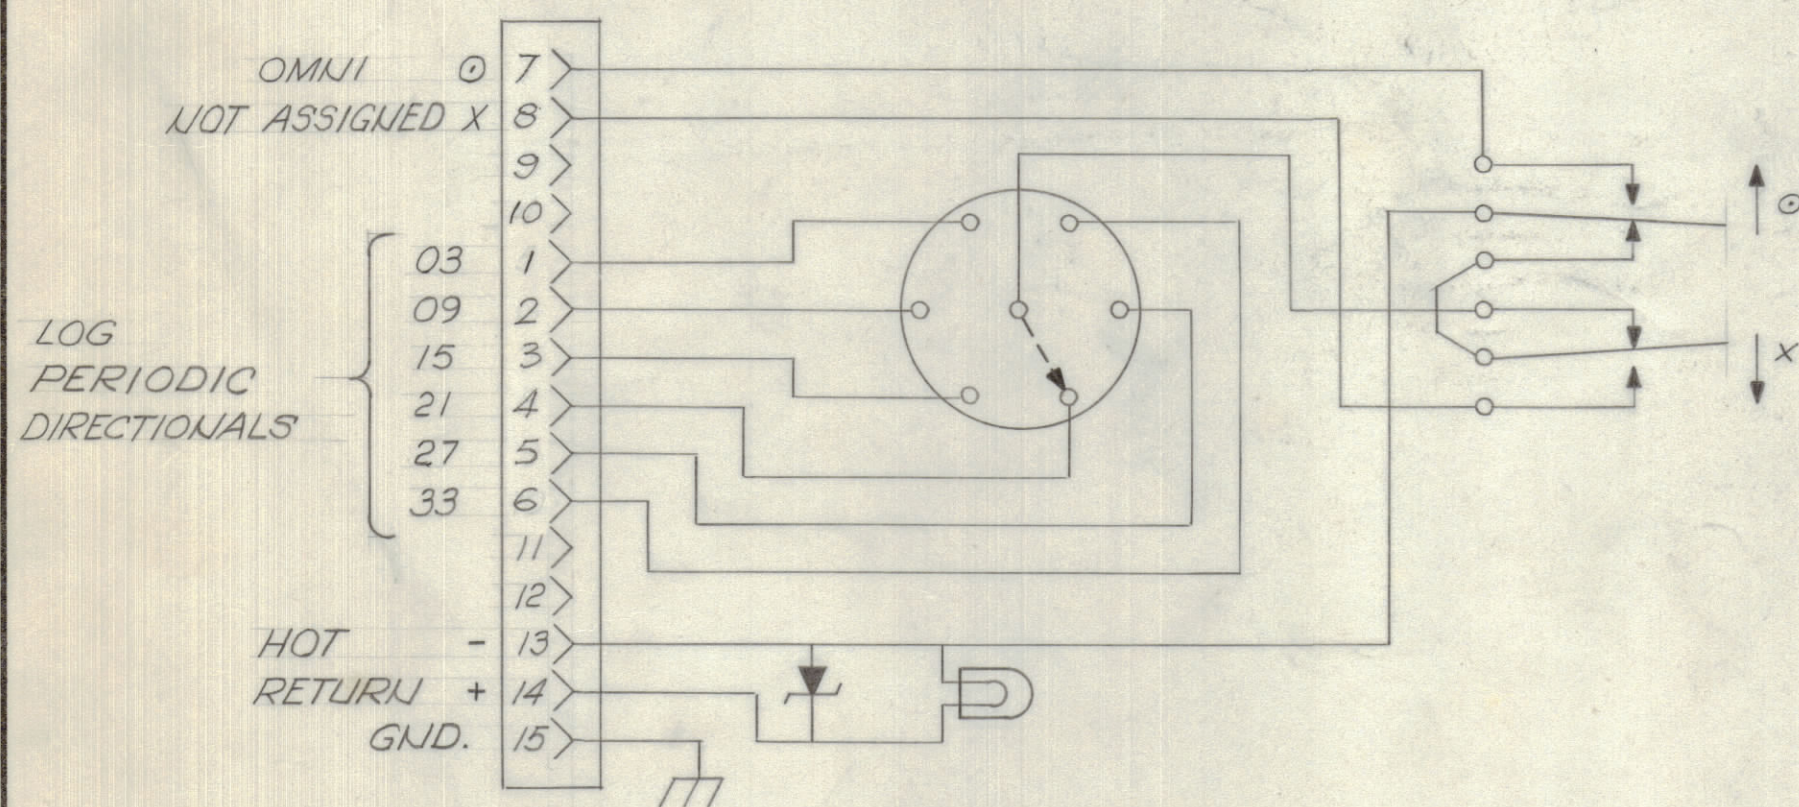 OMNI ⊙ 7
NOT ASSIGNED X 8
9
10
03 1
09 2
15 3
21 4
27 5
33 6
LOG
PERIODIC
DIRECTIONALS
11
12
HOT - 13
RETURN + 14
GND. 15
⊙
X